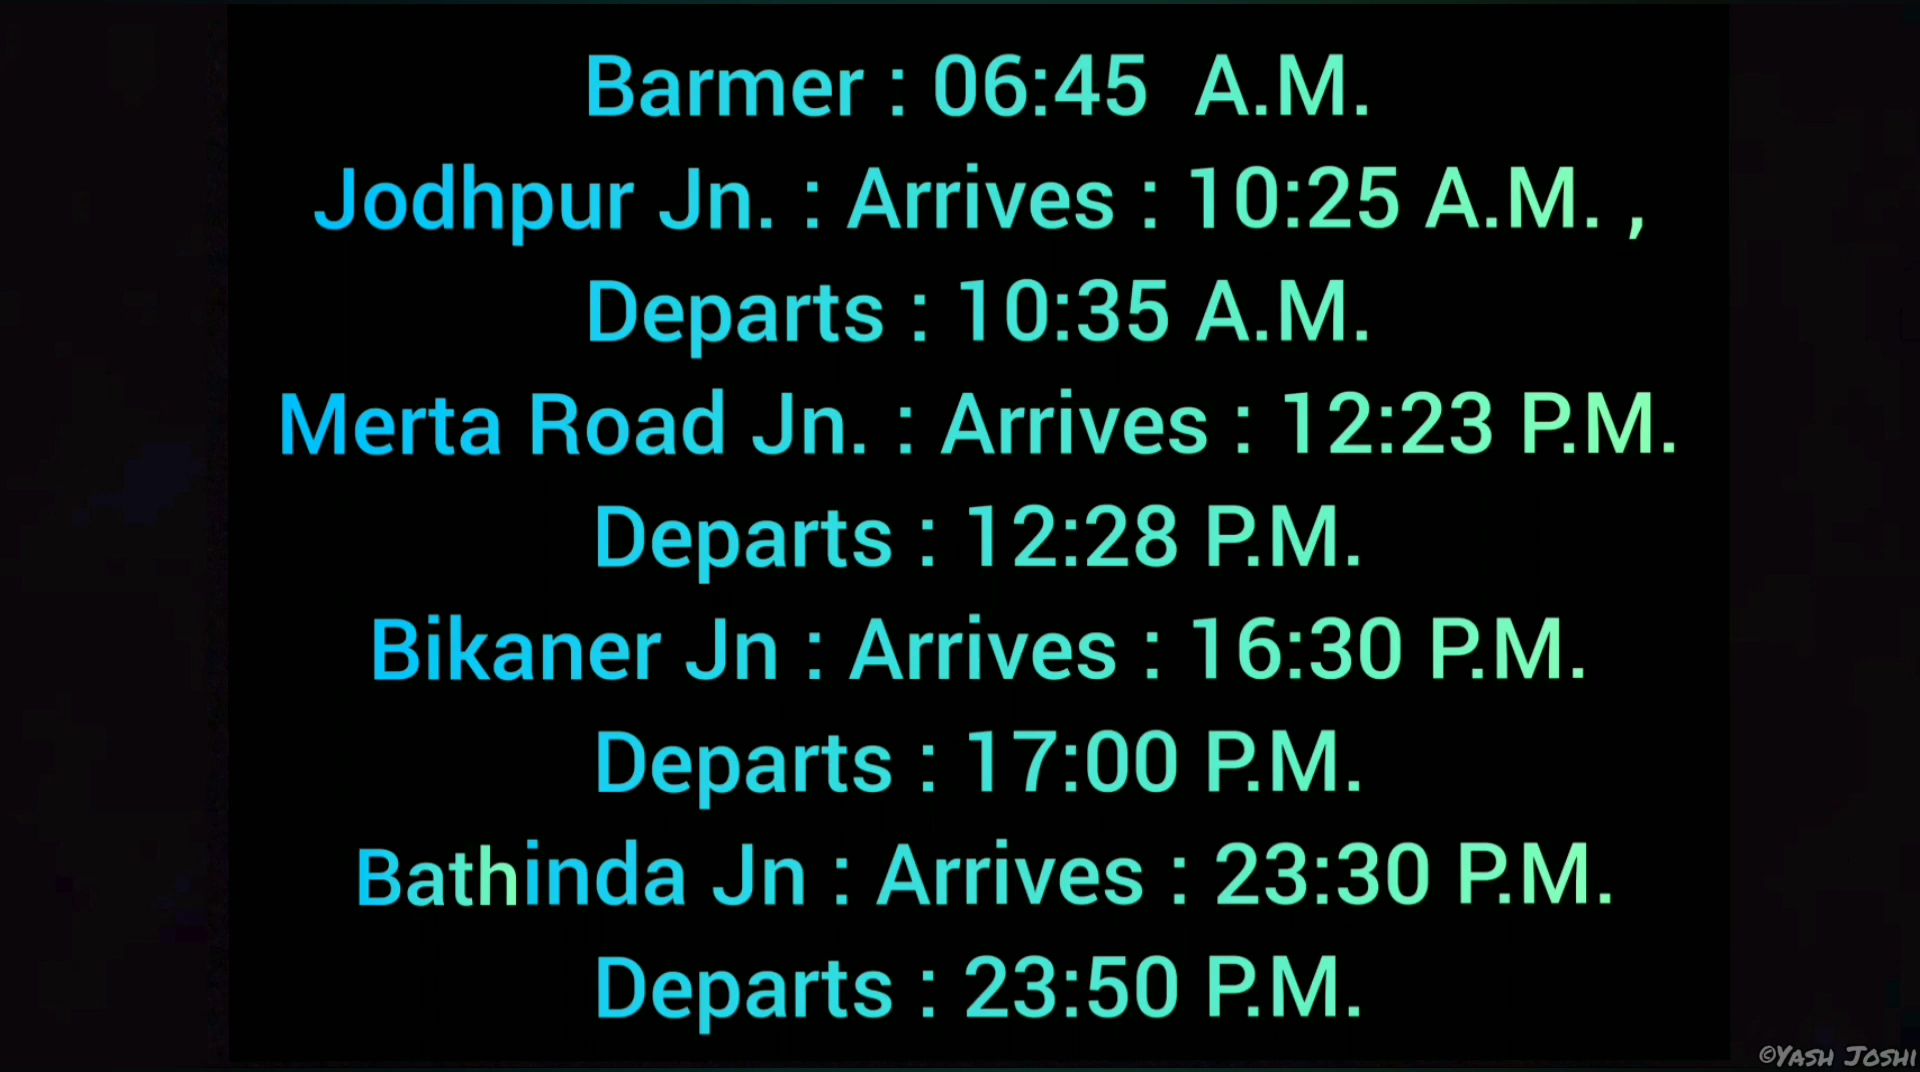 Barmer : 06:45 A.M.
Jodhpur Jn. : Arrives : 10:25 A.M. ,
Departs : 10:35 A.M.
Merta Road Jn. : Arrives : 12:23 P.M.
Departs : 12:28 P.M.
Bikaner Jn : Arrives : 16:30 P.M.
Departs : 17:00 P.M.
Bathinda Jn : Arrives : 23:30 P.M.
Departs : 23:50 P.M.
©Yash Joshi